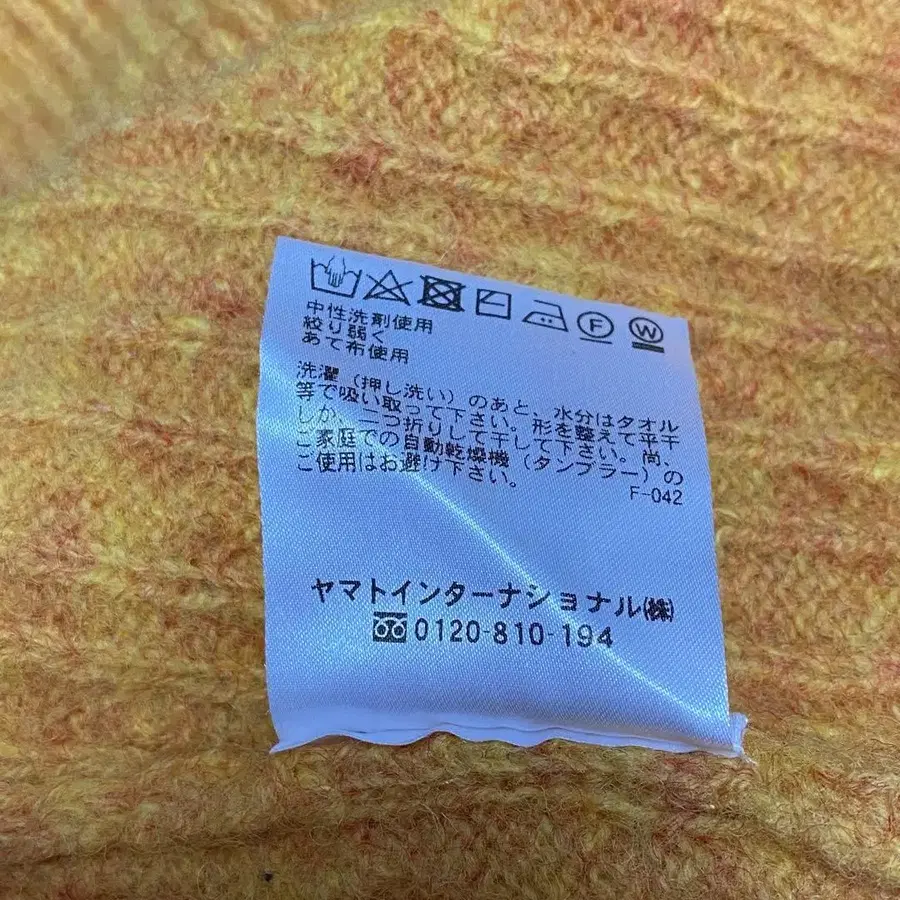 F W
中性洗剤使用
絞り弱く
あて布使用
洗濯(押し洗い)のあと、水分はタオル
等で吸い取って下さい。形を整えて平干
しか、二つ折りして干して下さい。尚、
ご家庭での自動乾燥機(タンブラー)の
ご使用はお避け下さい。
F-042
ヤマトインターナショナル(株)
0120-810-194